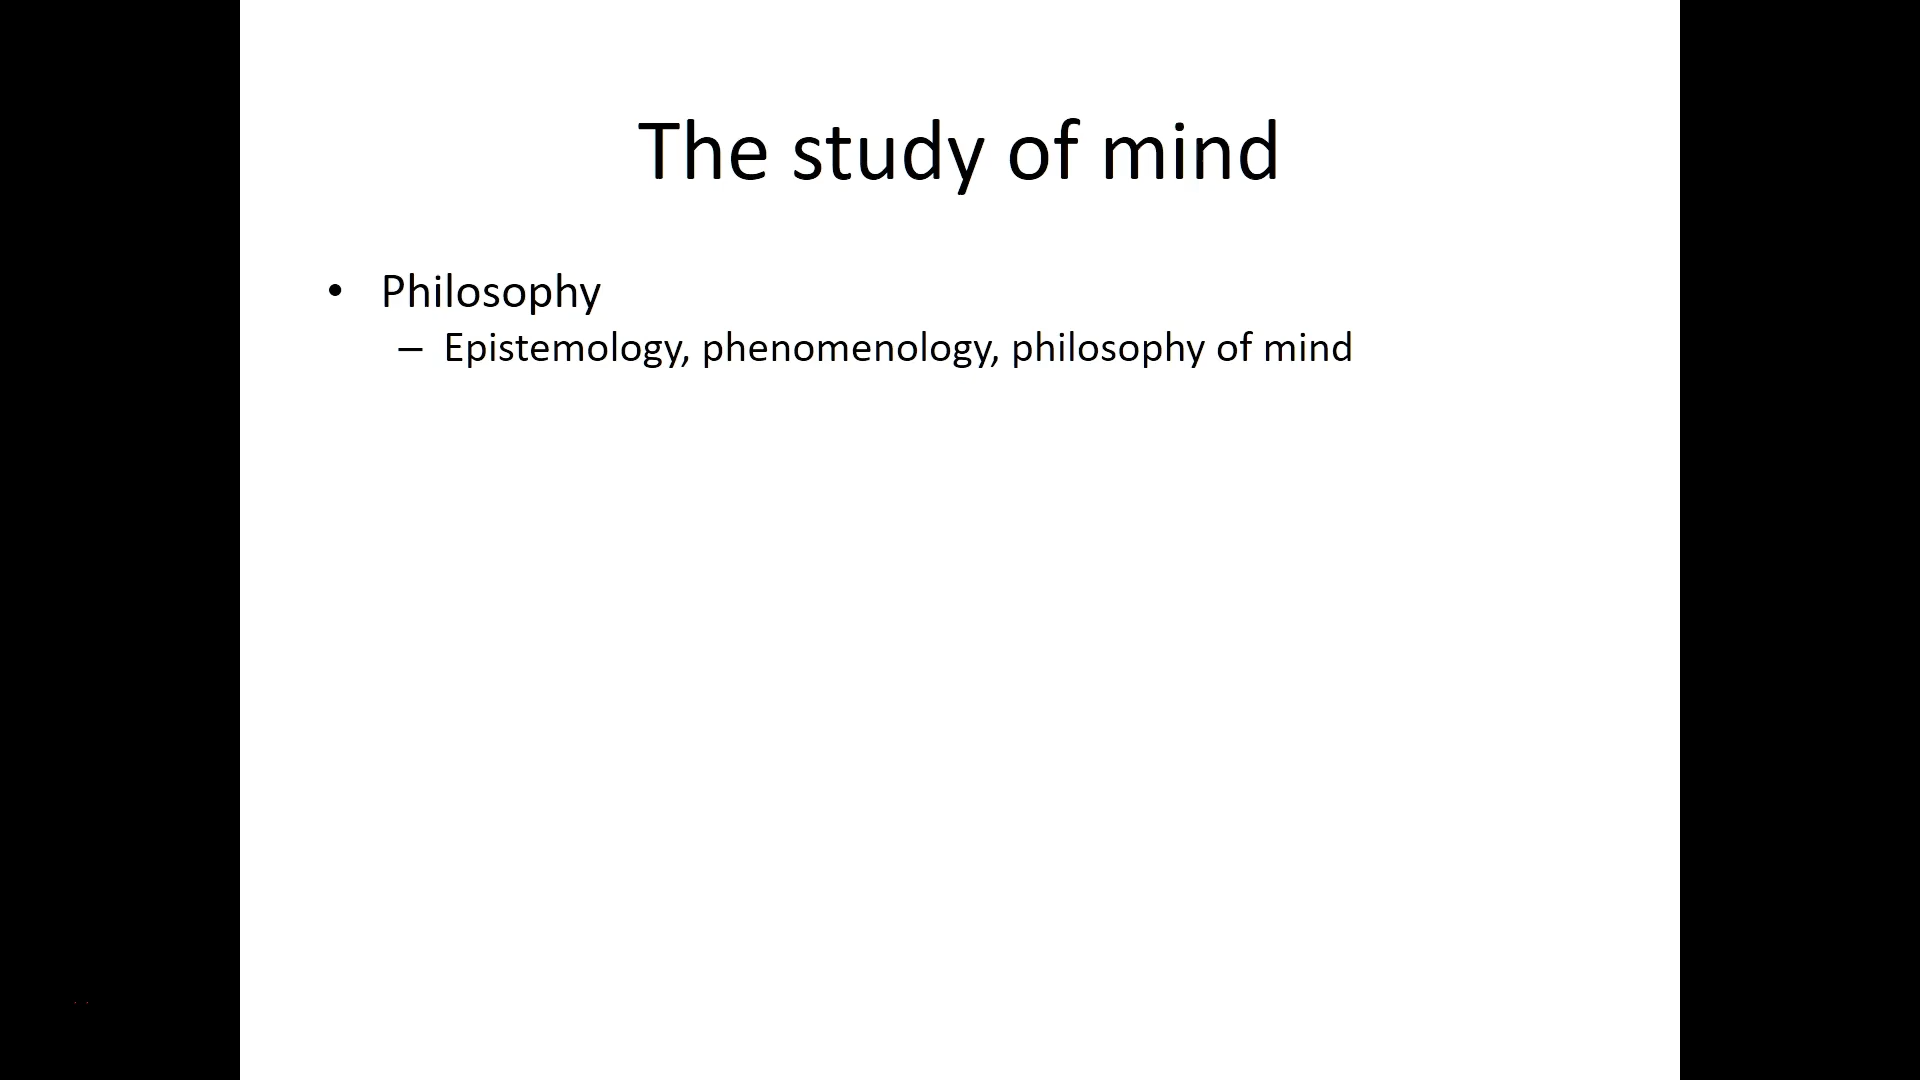 The study of mind
• Philosophy
– Epistemology, phenomenology, philosophy of mind